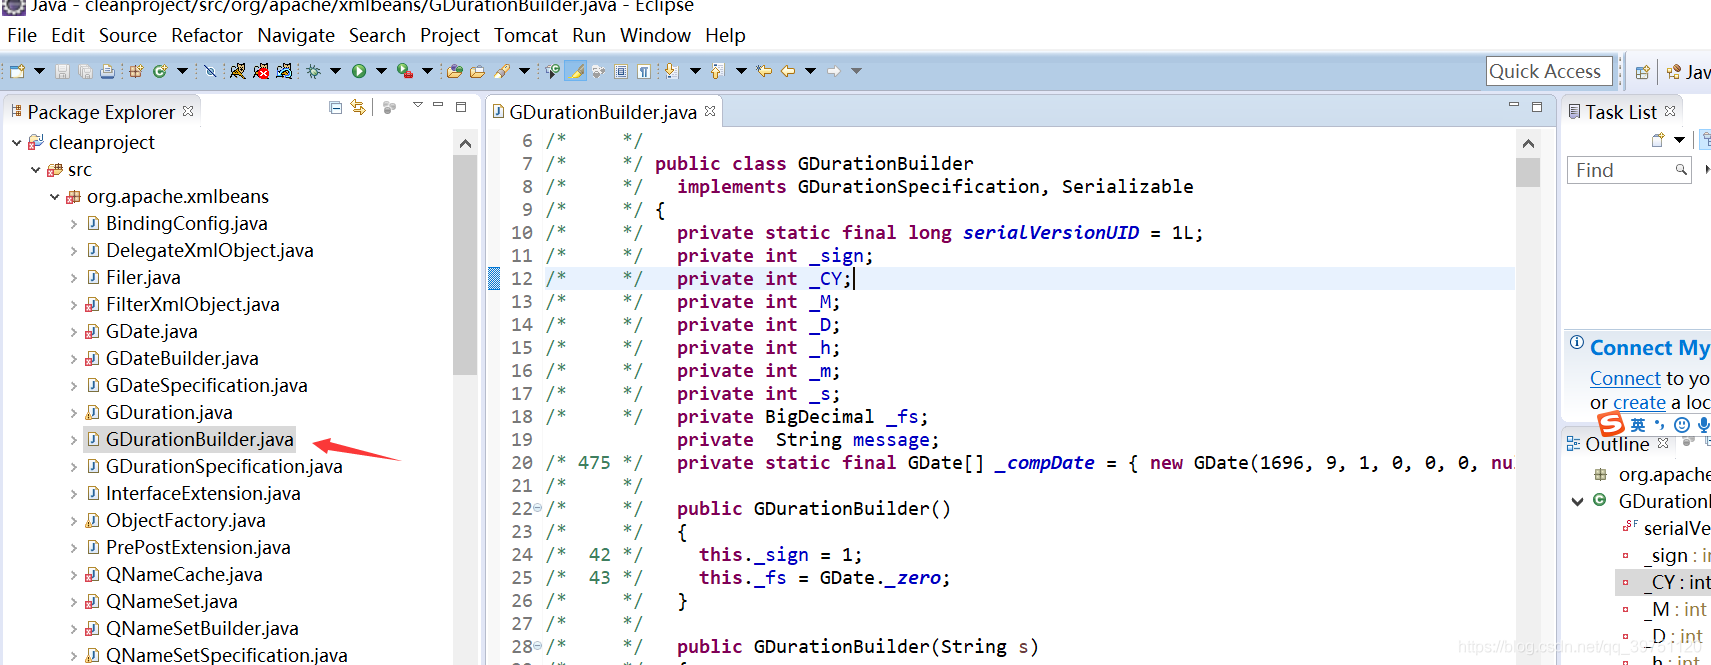 Java - cleanproject/src/org/apache/xmlbeans/GDurationBuilder.java - Eclipse
File Edit Source Refactor Navigate Search Project Tomcat Run Window Help
Quick Access
Jav
Package Explorer
cleanproject
src
org.apache.xmlbeans
BindingConfig.java
DelegateXmlObject.java
Filer.java
FilterXmlObject.java
GDate.java
GDateBuilder.java
GDateSpecification.java
GDuration.java
GDurationBuilder.java
GDurationSpecification.java
InterfaceExtension.java
ObjectFactory.java
PrePostExtension.java
QNameCache.java
QNameSet.java
QNameSetBuilder.java
QNameSetSpecification.java
GDurationBuilder.java
6 /* */
7 /* */ public class GDurationBuilder
8 /* */ implements GDurationSpecification, Serializable
9 /* */ {
10 /* */ private static final long serialVersionUID = 1L;
11 /* */ private int _sign;
12 /* */ private int _CY;
13 /* */ private int _M;
14 /* */ private int _D;
15 /* */ private int _h;
16 /* */ private int _m;
17 /* */ private int _s;
18 /* */ private BigDecimal _fs;
19 private String message;
20 /* 475 */ private static final GDate[] _compDate = { new GDate(1696, 9, 1, 0, 0, 0, nu
21 /* */
22 /* */ public GDurationBuilder()
23 /* */ {
24 /* 42 */ this._sign = 1;
25 /* 43 */ this._fs = GDate._zero;
26 /* */ }
27 /* */
28 /* */ public GDurationBuilder(String s)
Task List
Find
Connect My
Connect to yo
or create a loc
英
Outline
org.apache
GDurationB
serialVe
_sign : in
_CY : int
_M : int
_D : int
_h : int
https://blog.csdn.net/qq_39751120